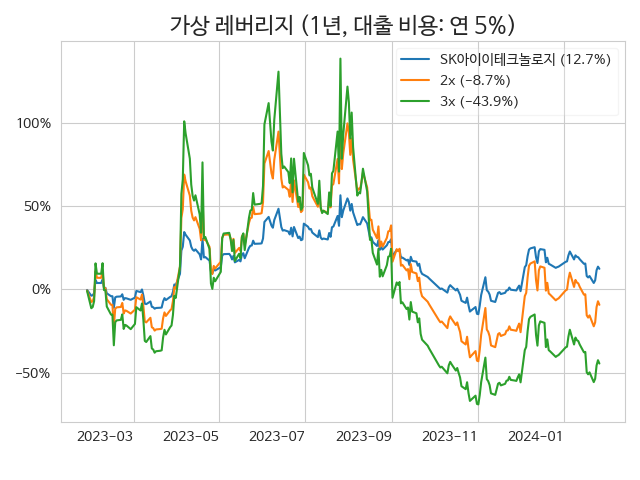 가상 레버리지 (1년, 대출 비용: 연 5%)
SK아이이테크놀로지 (12.7%)
2x (−8.7%)
3x (−43.9%)
100%
50%
0%
−50%
2023−03 2023−05 2023−07 2023−09 2023−11 2024−01